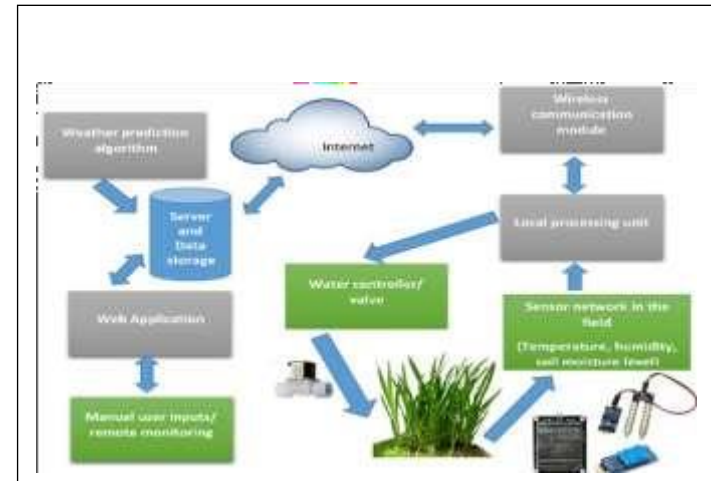 Weather prediction
algorithm
Internet
Wireless
communication
module
Server
and
Data
storage
Local processing unit
Water controller/
valve
Web Application
Sensor network in the
field
(Temperature, humidity,
soil moisture level)
Manual user inputs/
remote monitoring